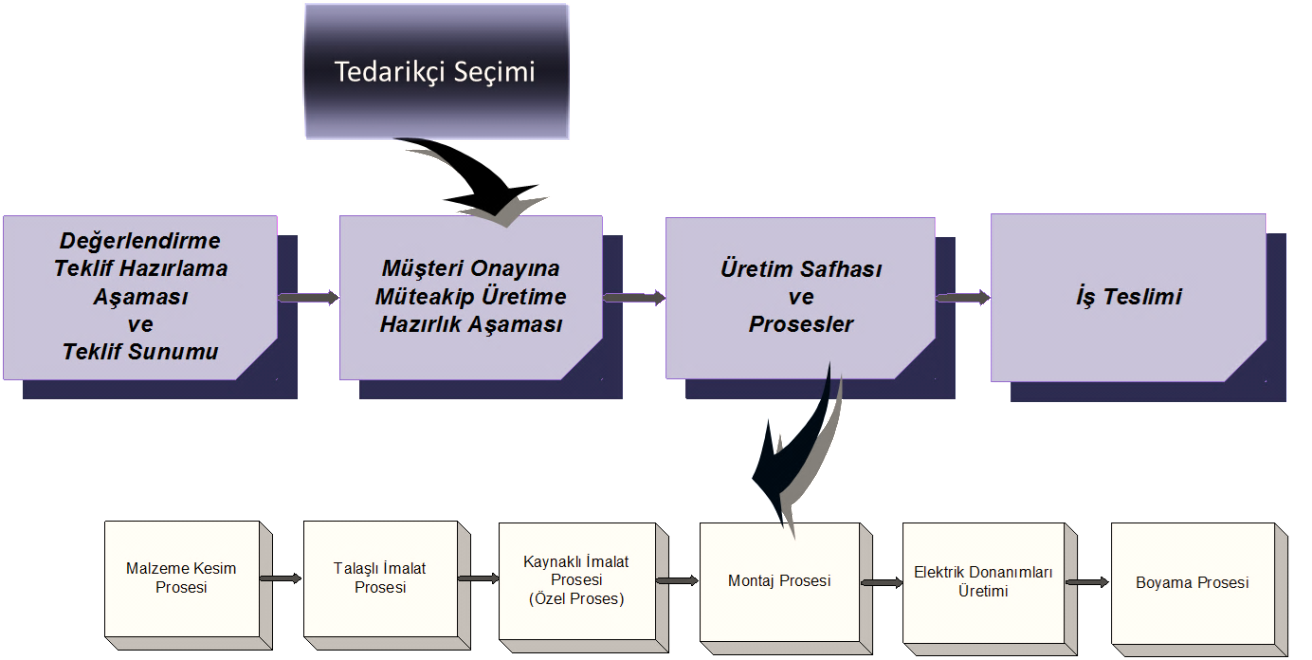 Tedarikçi Seçimi
Değerlendirme
Teklif Hazırlama
Aşaması
ve
Teklif Sunumu
Müşteri Onayına
Müteakip Üretime
Hazırlık Aşaması
Üretim Safhası
ve
Prosesler
İş Teslimi
Malzeme Kesim
Prosesi
Talaşlı İmalat
Prosesi
Kaynaklı İmalat
Prosesi
(Özel Proses)
Montaj Prosesi
Elektrik Donanımları
Üretimi
Boyama Prosesi